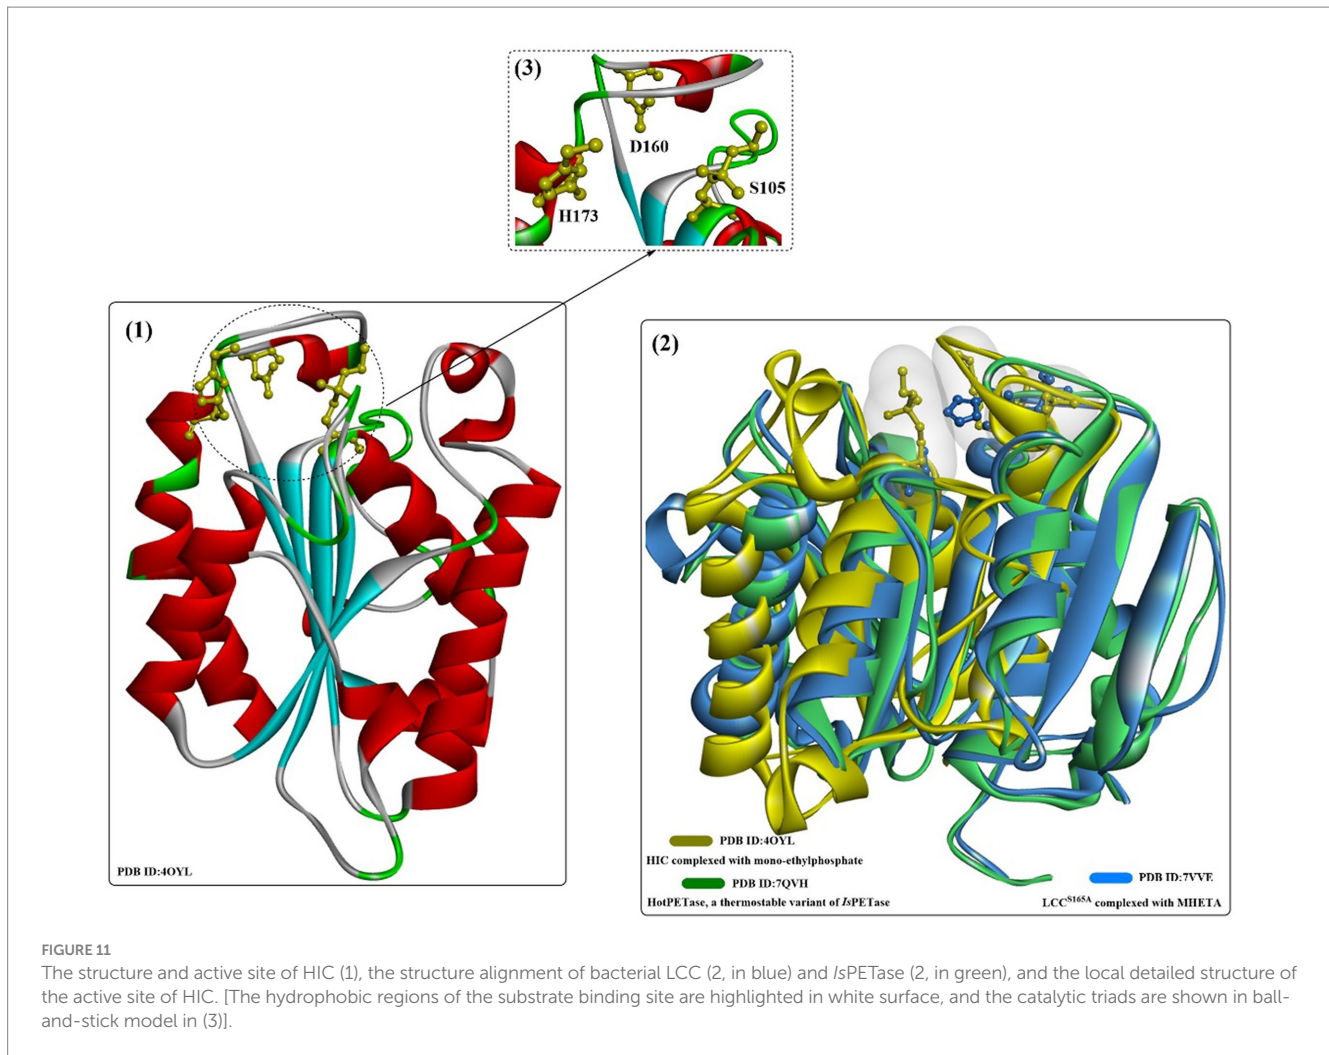 (3)
D160
S105
H173
(1)
PDB ID:4OYL
(2)
PDB ID:4OYL
HIC complexed with mono-ethylphosphate
PDB ID:7QVH
HotPETase, a thermostable variant of IsPETase
PDB ID:7VVE
LCCS165A complexed with MHETA
FIGURE 11
The structure and active site of HIC (1), the structure alignment of bacterial LCC (2, in blue) and IsPETase (2, in green), and the local detailed structure of
the active site of HIC. [The hydrophobic regions of the substrate binding site are highlighted in white surface, and the catalytic triads are shown in ball-
and-stick model in (3)].